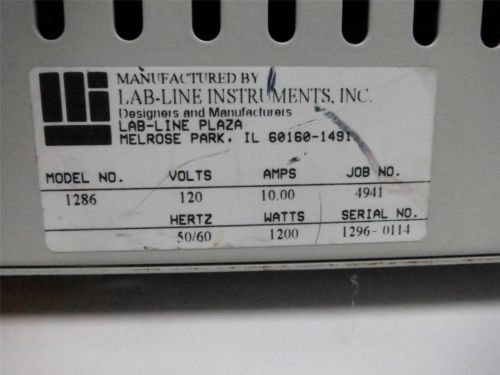 MANUFACTURED BY
LAB-LINE INSTRUMENTS, INC.
Designers and Manufacturers
LAB-LINE PLAZA
MELROSE PARK, IL 60160-1491
MODEL NO. VOLTS AMPS JOB NO.
1286 120 10.00 4941
HERTZ WATTS SERIAL NO.
50/60 1200 1296-0114